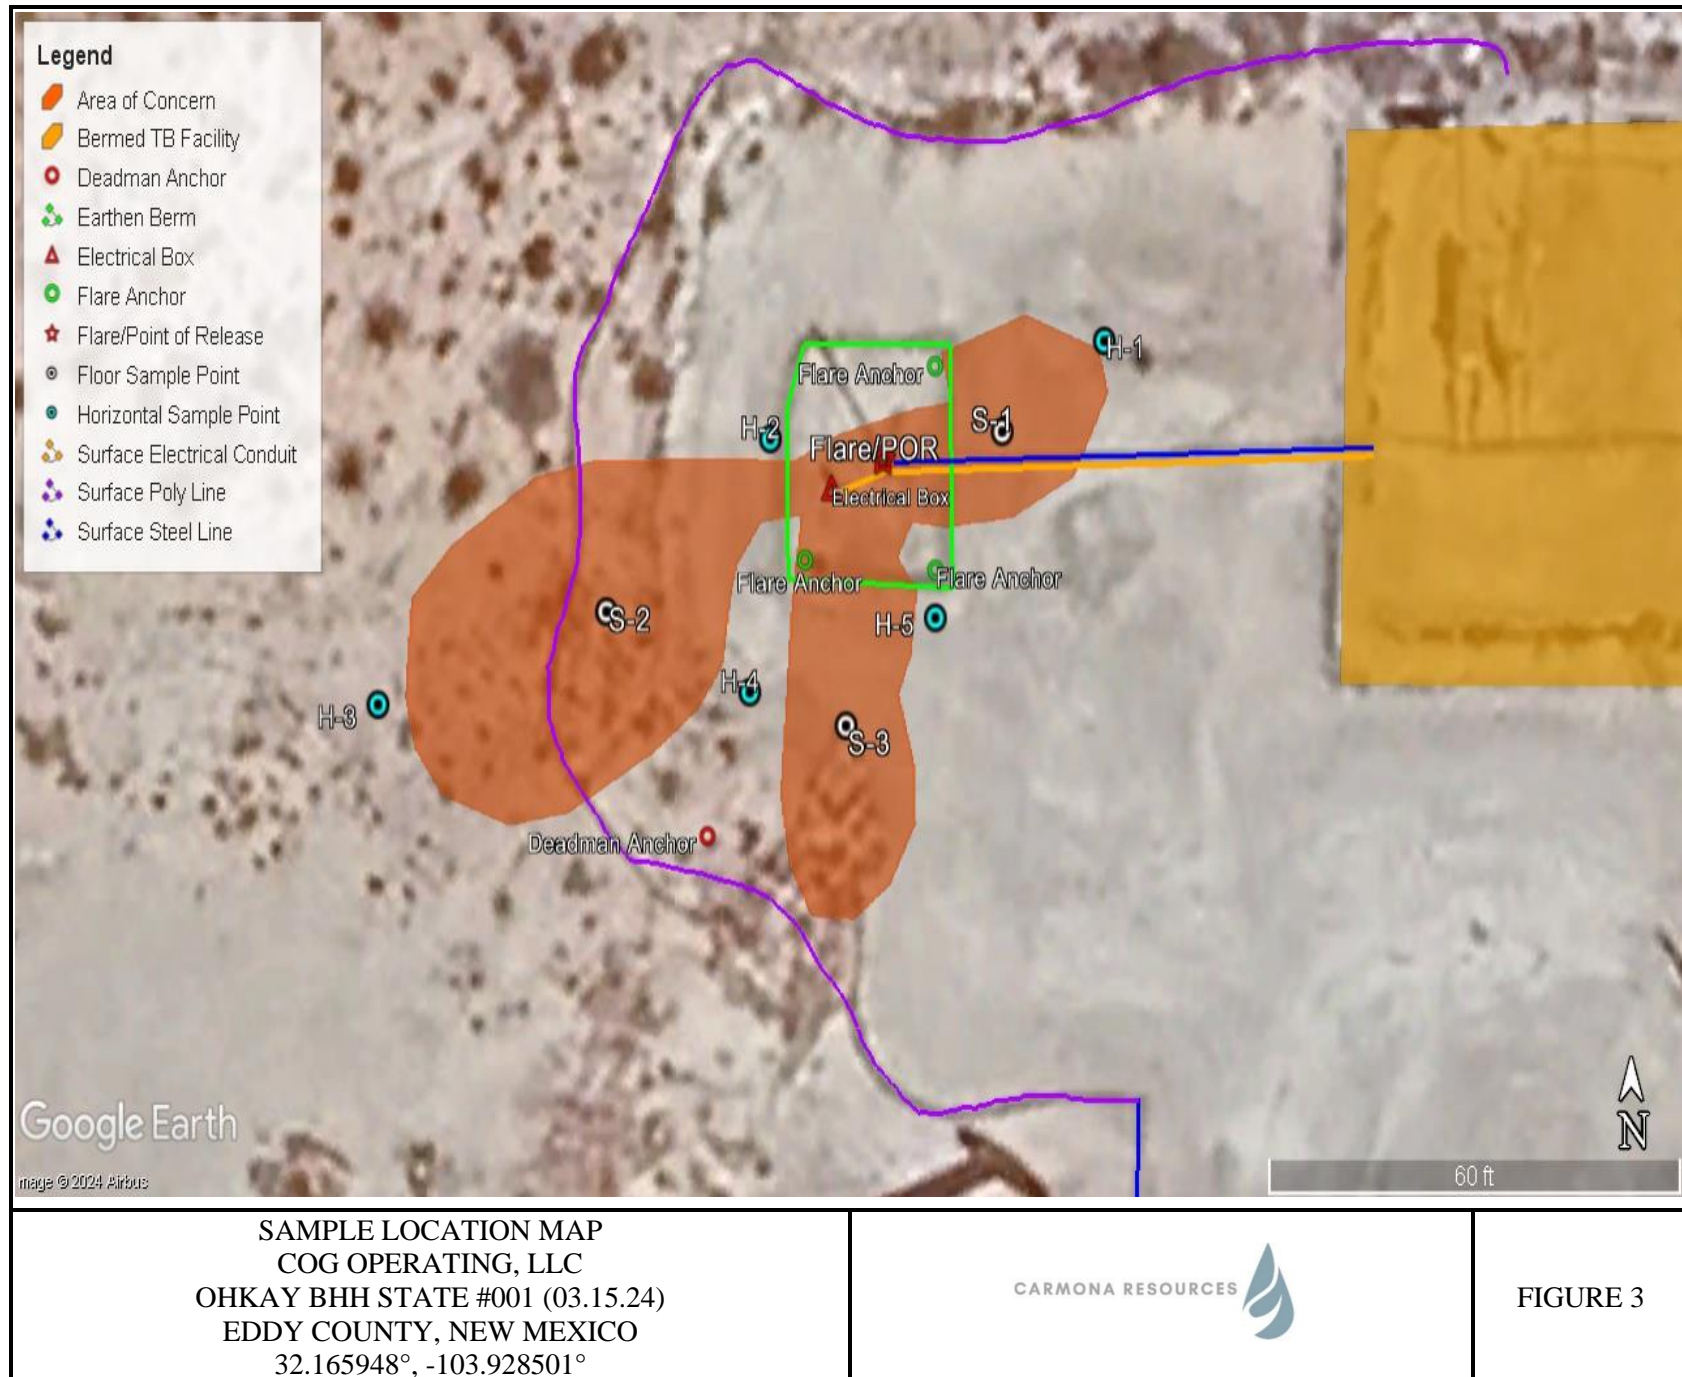 Legend
Area of Concern
Bermed TB Facility
Deadman Anchor
Earthen Berm
Electrical Box
Flare Anchor
Flare/Point of Release
Floor Sample Point
Horizontal Sample Point
Surface Electrical Conduit
Surface Poly Line
Surface Steel Line
H-1
Flare Anchor
S-1
H-2
Flare/POR
Electrical Box
Flare Anchor
Flare Anchor
S-2
H-5
H-4
H-3
S-3
Deadman Anchor
Google Earth
mage © 2024 Airbus
N
60 ft
SAMPLE LOCATION MAP
COG OPERATING, LLC
OHKAY BHH STATE #001 (03.15.24)
EDDY COUNTY, NEW MEXICO
32.165948°, -103.928501°
CARMONA RESOURCES
FIGURE 3